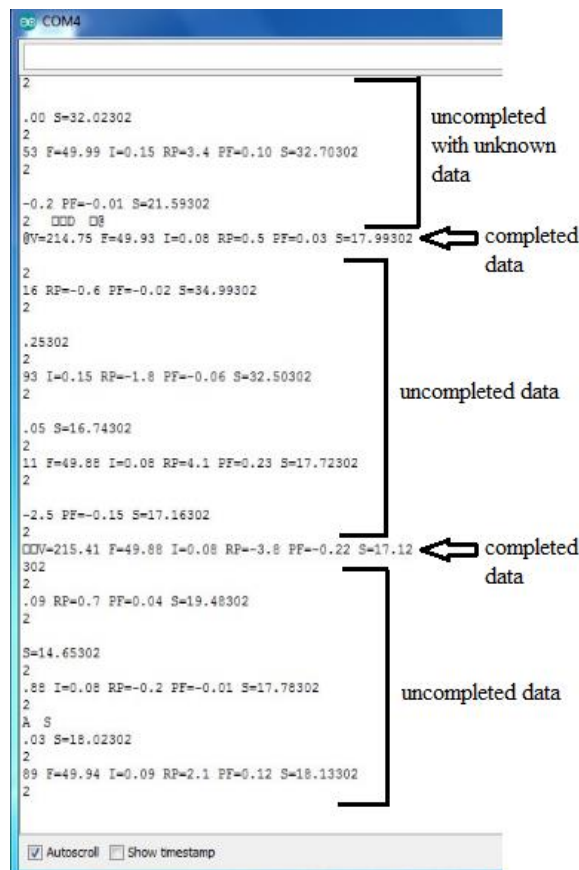 COM4
2
.00 S=32.02302
2
53 F=49.99 I=0.15 RP=3.4 PF=0.10 S=32.70302
2
-0.2 PF=-0.01 S=21.59302
2 □□D □@
@V=214.75 F=49.93 I=0.08 RP=0.5 PF=0.03 S=17.99302
2
16 RP=-0.6 PF=-0.02 S=34.99302
2
.25302
2
93 I=0.15 RP=-1.8 PF=-0.06 S=32.50302
2
.05 S=16.74302
2
11 F=49.88 I=0.08 RP=4.1 PF=0.23 S=17.72302
2
-2.5 PF=-0.15 S=17.16302
2
□□V=215.41 F=49.88 I=0.08 RP=-3.8 PF=-0.22 S=17.12
302
2
.09 RP=0.7 PF=0.04 S=19.48302
2
S=14.65302
2
.88 I=0.08 RP=-0.2 PF=-0.01 S=17.78302
2
A S
.03 S=18.02302
2
89 F=49.94 I=0.09 RP=2.1 PF=0.12 S=18.13302
2
Autoscroll Show timestamp
uncompleted
with unknown
data
completed
data
uncompleted data
completed
data
uncompleted data